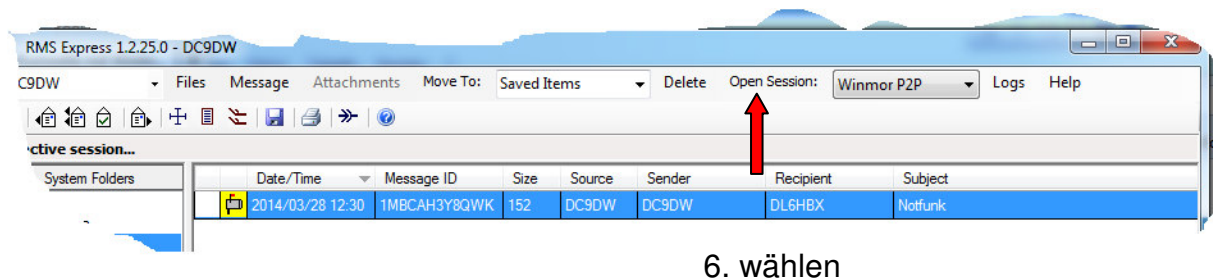 RMS Express 1.2.25.0 - DC9DW
C9DW Files Message Attachments Move To: Saved Items Delete Open Session: Winmor P2P Logs Help
ctive session...
System Folders Date/Time Message ID Size Source Sender Recipient Subject
2014/03/28 12:30 1MBCAH3Y8QWK 152 DC9DW DC9DW DL6HBX Notfunk
6. wählen